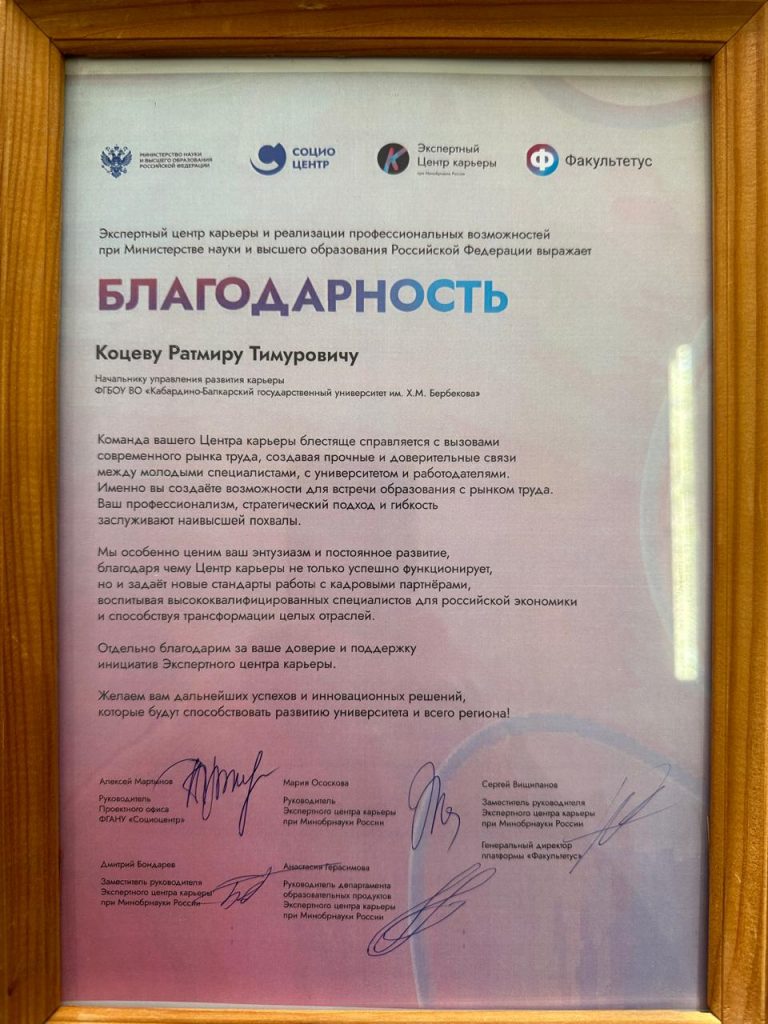 МИНИСТЕРСТВО НАУКИ
И ВЫСШЕГО ОБРАЗОВАНИЯ
РОССИЙСКОЙ ФЕДЕРАЦИИ
СОЦИО
ЦЕНТР
Экспертный
Центр карьеры
при Минобрнауки России
Факультетус
Экспертный центр карьеры и реализации профессиональных возможностей
при Министерстве науки и высшего образования Российской Федерации выражает
БЛАГОДАРНОСТЬ
Коцеву Ратмиру Тимуровичу
Начальнику управления развития карьеры
ФГБОУ ВО «Кабардино-Балкарский государственный университет им. Х.М. Бербекова»
Команда вашего Центра карьеры блестяще справляется с вызовами
современного рынка труда, создавая прочные и доверительные связи
между молодыми специалистами, с университетом и работодателями.
Именно вы создаёте возможности для встречи образования с рынком труда.
Ваш профессионализм, стратегический подход и гибкость
заслуживают наивысшей похвалы.
Мы особенно ценим ваш энтузиазм и постоянное развитие,
благодаря чему Центр карьеры не только успешно функционирует,
но и задаёт новые стандарты работы с кадровыми партнёрами,
воспитывая высококвалифицированных специалистов для российской экономики
и способствуя трансформации целых отраслей.
Отдельно благодарим за ваше доверие и поддержку
инициатив Экспертного центра карьеры.
Желаем вам дальнейших успехов и инновационных решений,
которые будут способствовать развитию университета и всего региона!
Алексей Мартынов
Руководитель
Проектного офиса
ФГАНУ «Социоцентр»
Мария Ососкова
Руководитель
Экспертного центра карьеры
при Минобрнауки России
Сергей Вищипанов
Заместитель руководителя
Экспертного центра карьеры
при Минобрнауки России
Генеральный директор
платформы «Факультетус»
Дмитрий Бондарев
Заместитель руководителя
Экспертного центра карьеры
при Минобрнауки России
Анастасия Герасимова
Руководитель департамента
образовательных продуктов
Экспертного центра карьеры
при Минобрнауки России